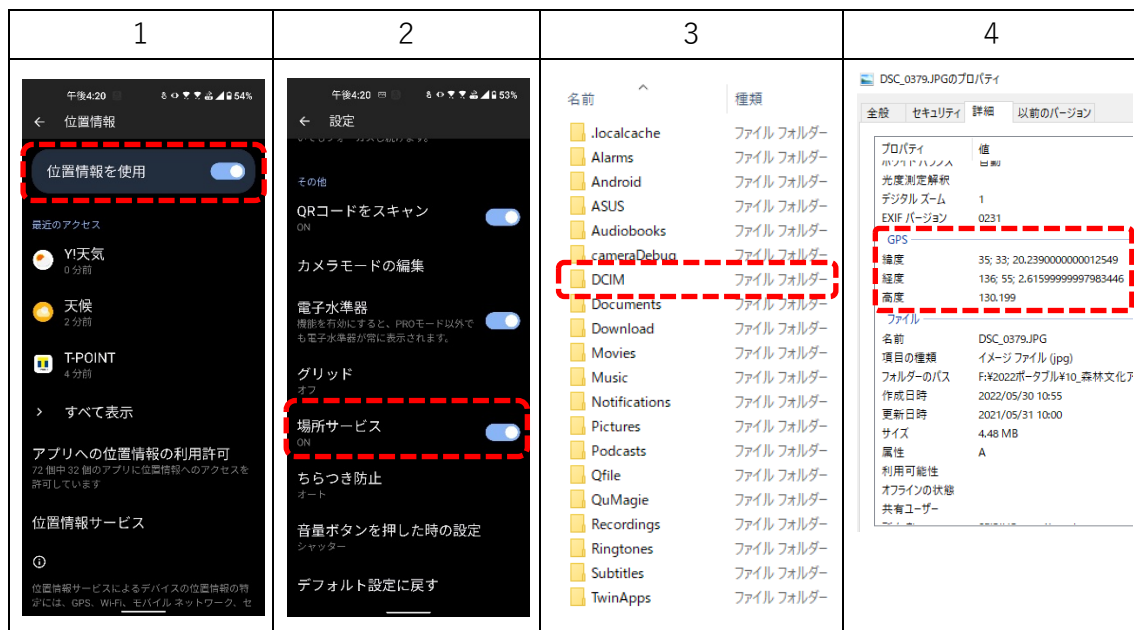 1
2
3
4
午後4:20
54%
← 位置情報
位置情報を使用
最近のアクセス
Y!天気
0 分前
天候
2 分前
T-POINT
4 分前
すべて表示
アプリへの位置情報の利用許可
72 個中 32 個のアプリに位置情報へのアクセスを
許可しています
位置情報サービス
位置情報サービスによるデバイスの位置情報の特
定には、GPS、Wi-Fi、モバイル ネットワーク、セ
午後4:20
53%
← 設定
その他
QRコードをスキャン
ON
カメラモードの編集
電子水準器
機能を有効にすると、PROモード以外で
も電子水準器が常に表示されます。
グリッド
オフ
場所サービス
ON
ちらつき防止
オート
音量ボタンを押した時の設定
シャッター
デフォルト設定に戻す
名前 種類
.localcache ファイル フォルダー
Alarms ファイル フォルダー
Android ファイル フォルダー
ASUS ファイル フォルダー
Audiobooks ファイル フォルダー
cameraDebug ファイル フォルダー
DCIM ファイル フォルダー
Documents ファイル フォルダー
Download ファイル フォルダー
Movies ファイル フォルダー
Music ファイル フォルダー
Notifications ファイル フォルダー
Pictures ファイル フォルダー
Podcasts ファイル フォルダー
Qfile ファイル フォルダー
QuMagie ファイル フォルダー
Recordings ファイル フォルダー
Ringtones ファイル フォルダー
Subtitles ファイル フォルダー
TwinApps ファイル フォルダー
DSC_0379.JPGのプロパティ
全般 セキュリティ 詳細 以前のバージョン
プロパティ 値
ホワイト バランス 自動
光度測定解釈
デジタル ズーム 1
EXIF バージョン 0231
GPS
緯度 35; 33; 20.2390000000012549
経度 136; 55; 2.61599999997983446
高度 130.199
ファイル
名前 DSC_0379.JPG
項目の種類 イメージ ファイル (jpg)
フォルダーのパス F:¥2022ポータブル¥10_森林文化ア
作成日時 2022/05/30 10:55
更新日時 2021/05/31 10:00
サイズ 4.48 MB
属性 A
利用可能性
オフラインの状態
共有ユーザー